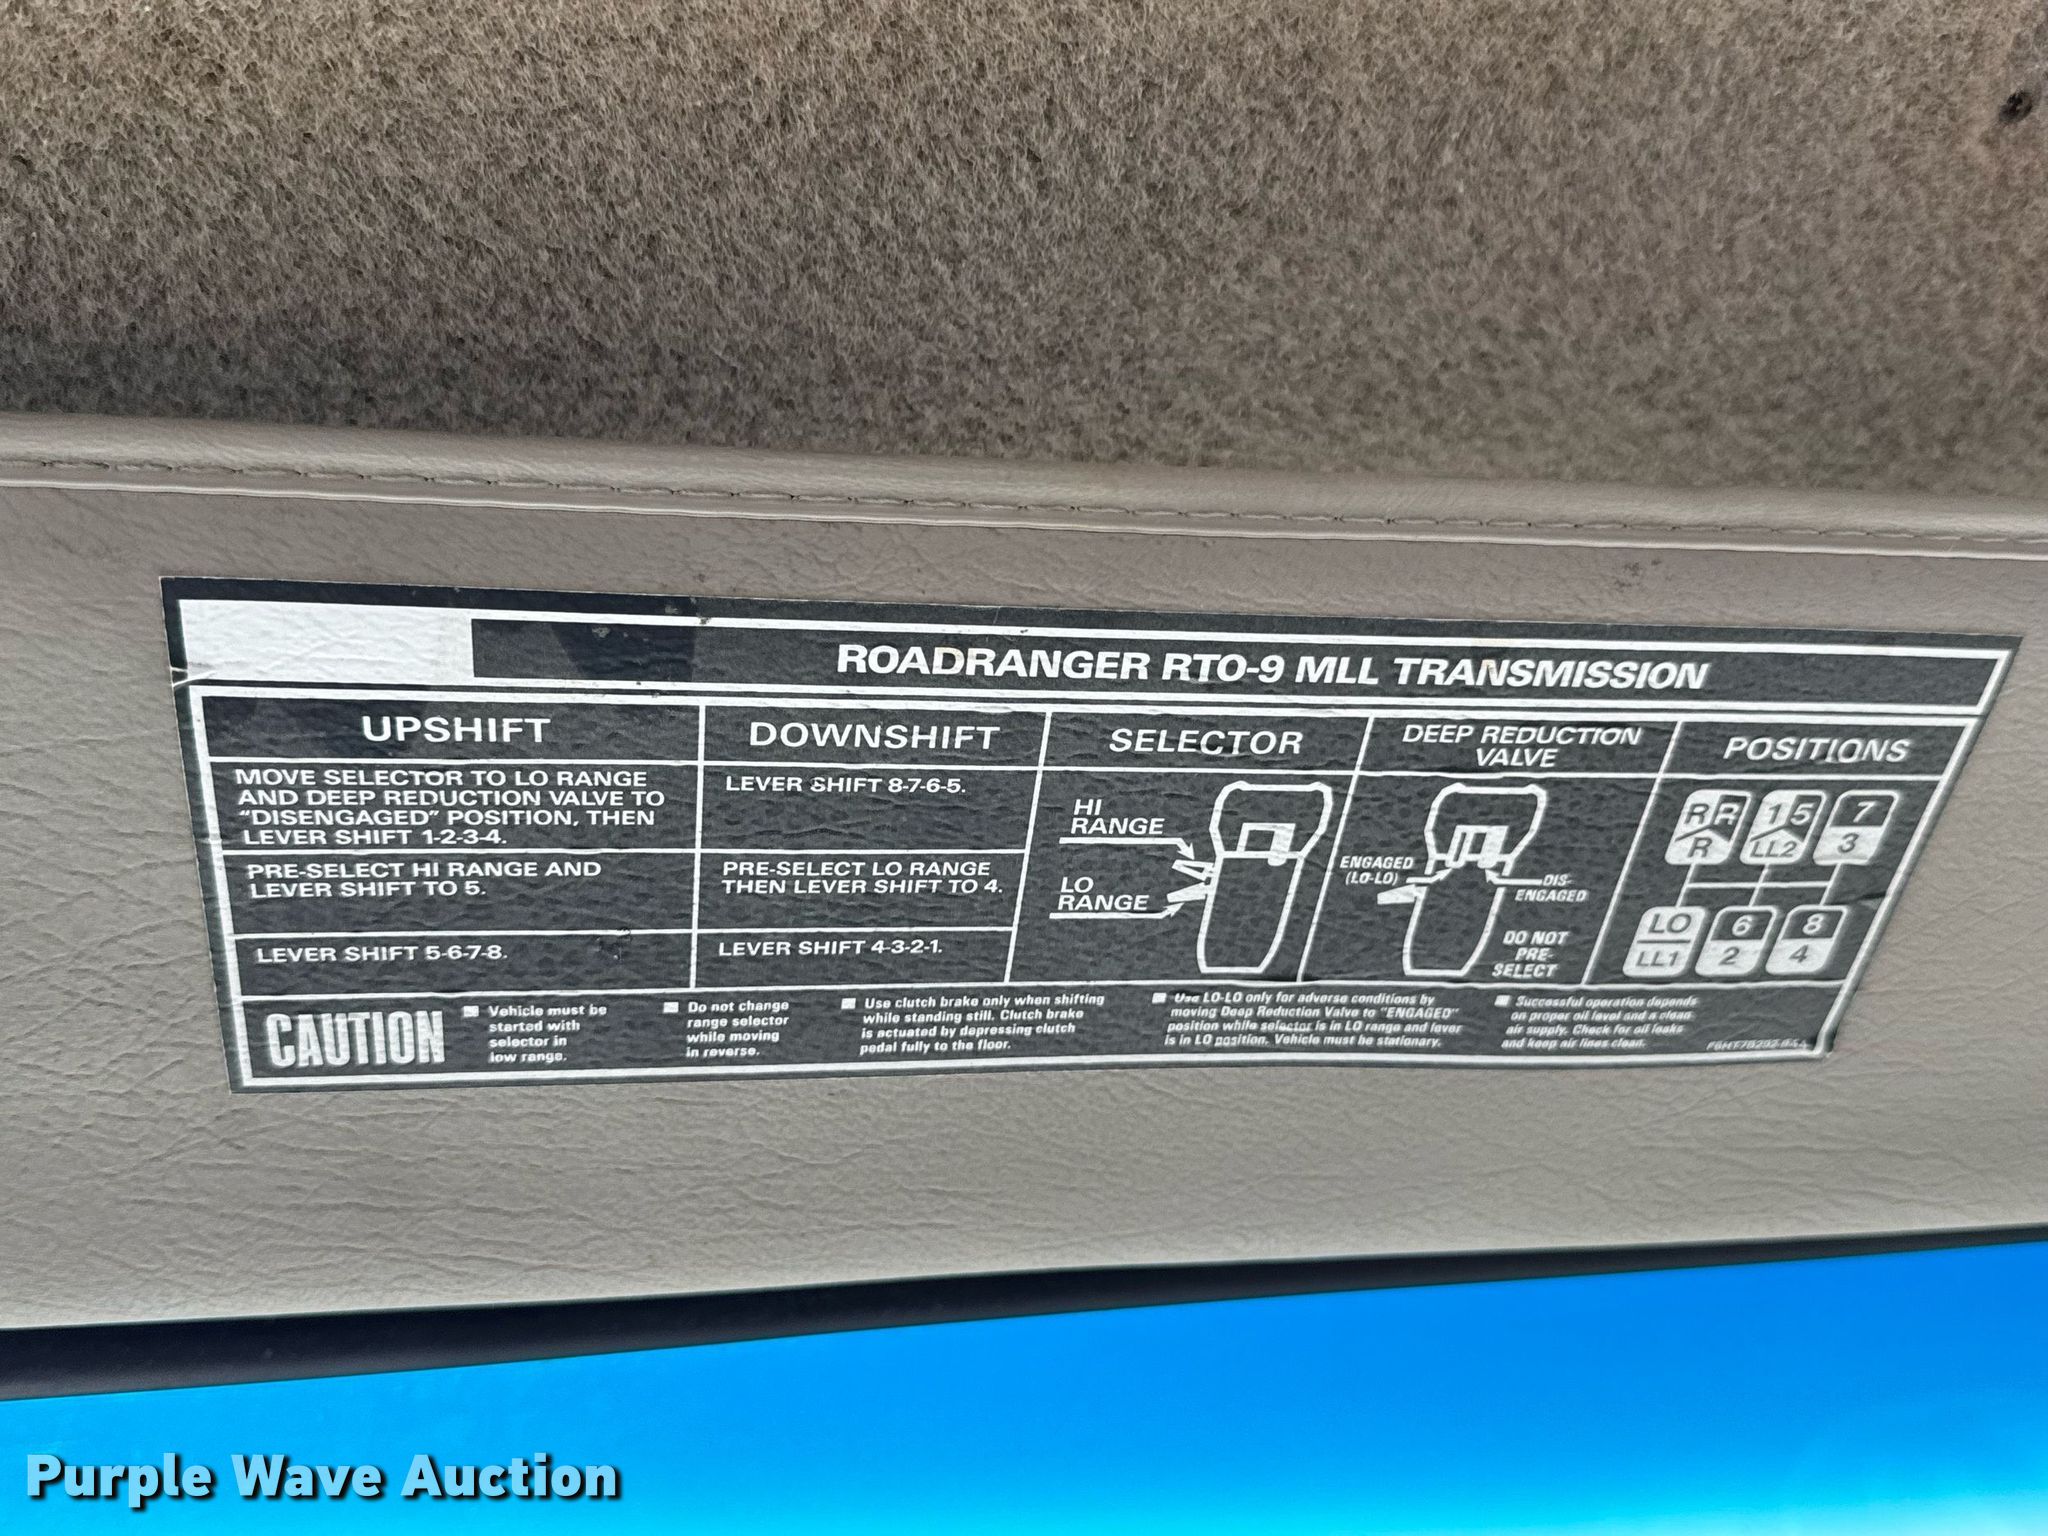 ROADRANGER RTO-9 MLL TRANSMISSION
UPSHIFT
MOVE SELECTOR TO LO RANGE
AND DEEP REDUCTION VALVE TO
"DISENGAGED" POSITION, THEN
LEVER SHIFT 1-2-3-4.
PRE-SELECT HI RANGE AND
LEVER SHIFT TO 5.
LEVER SHIFT 5-6-7-8.
DOWNSHIFT
LEVER SHIFT 8-7-6-5.
PRE-SELECT LO RANGE
THEN LEVER SHIFT TO 4.
LEVER SHIFT 4-3-2-1.
SELECTOR
HI
RANGE
LO
RANGE
DEEP REDUCTION
VALVE
ENGAGED
(LO-LO)
DIS-
ENGAGED
DO NOT
PRE-
SELECT
POSITIONS
R R 1 5 7
R LL2 3
LO 6 8
LL1 2 4
CAUTION
Vehicle must be
started with
selector in
low range.
Do not change
range selector
while moving
in reverse.
Use clutch brake only when shifting
while standing still. Clutch brake
is actuated by depressing clutch
pedal fully to the floor.
Use LO-LO only for adverse conditions by
moving Deep Reduction Valve to "ENGAGED"
position while selector is in LO range and lever
is in LO position. Vehicle must be stationary.
Successful operation depends
on proper oil level and a clean
air supply. Check for oil leaks
and keep air lines clean.
Purple Wave Auction